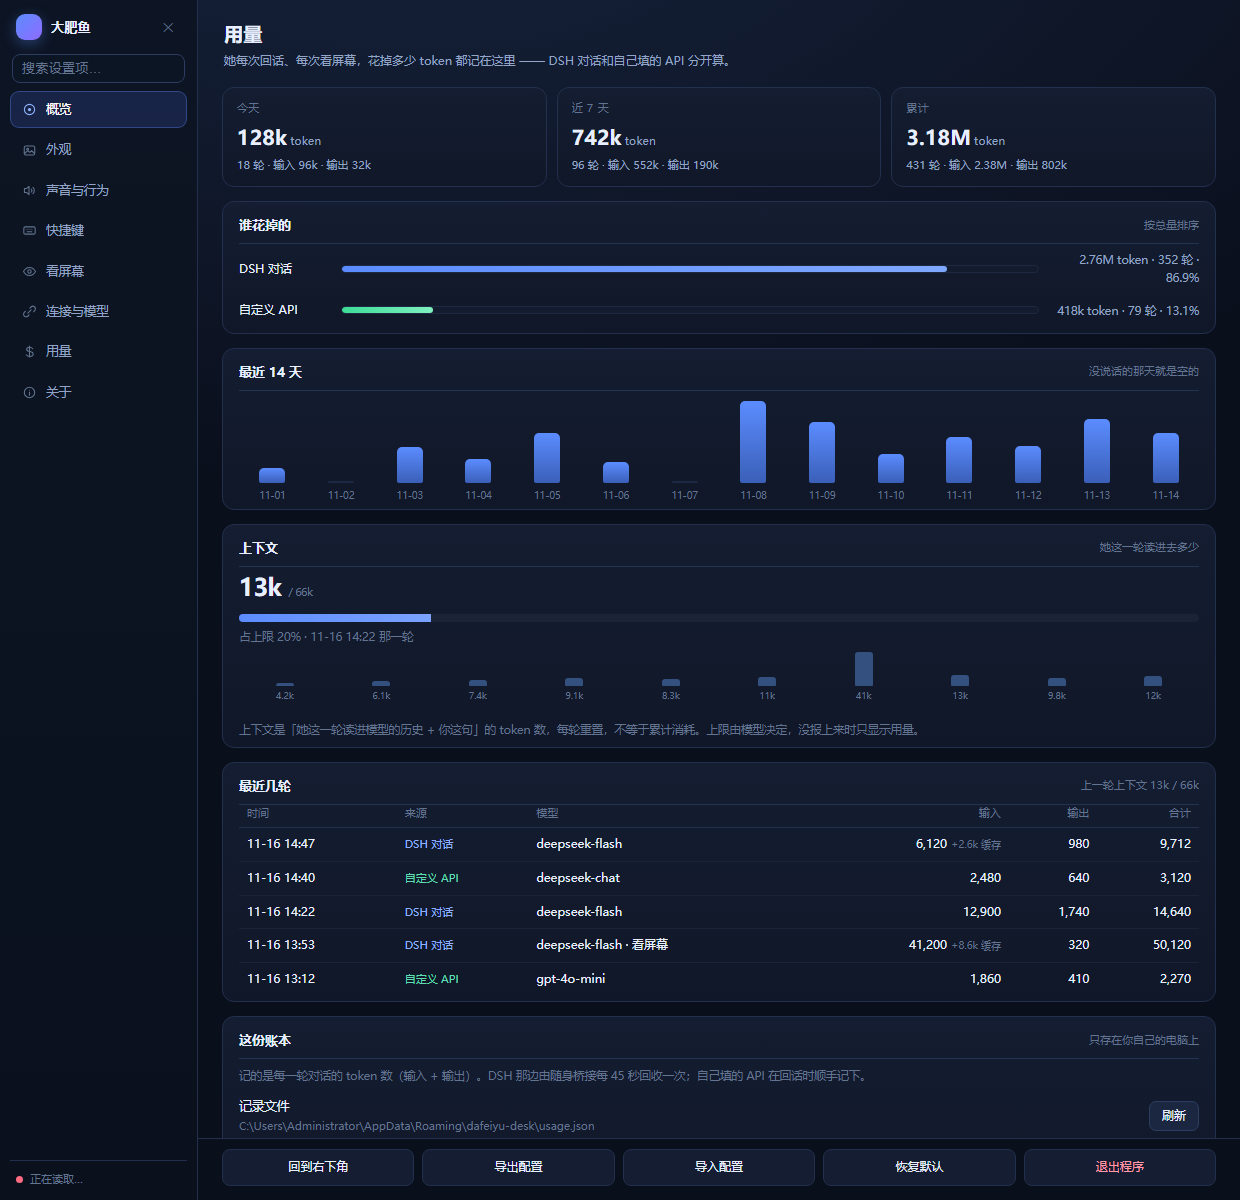 大肥鱼
搜索设置项...
概览
外观
声音与行为
快捷键
看屏幕
连接与模型
用量
关于
正在读取...
用量
她每次回话、每次看屏幕，花掉多少 token 都记在这里 —— DSH 对话和自己填的 API 分开算。
今天
128k token
18 轮 · 输入 96k · 输出 32k
近 7 天
742k token
96 轮 · 输入 552k · 输出 190k
累计
3.18M token
431 轮 · 输入 2.38M · 输出 802k
谁花掉的
按总量排序
DSH 对话
2.76M token · 352 轮 ·
86.9%
自定义 API
418k token · 79 轮 · 13.1%
最近 14 天
没说话的那天就是空的
11-01 11-02 11-03 11-04 11-05 11-06 11-07 11-08 11-09 11-10 11-11 11-12 11-13 11-14
上下文
她这一轮读进去多少
13k / 66k
占上限 20% · 11-16 14:22 那一轮
4.2k 6.1k 7.4k 9.1k 8.3k 11k 41k 13k 9.8k 12k
上下文是「她这一轮读进模型的历史 + 你这句」的 token 数，每轮重置，不等于累计消耗。上限由模型决定，没报上来时只显示用量。
最近几轮
上一轮上下文 13k / 66k
时间 来源 模型 输入 输出 合计
11-16 14:47 DSH 对话 deepseek-flash 6,120 +2.6k 缓存 980 9,712
11-16 14:40 自定义 API deepseek-chat 2,480 640 3,120
11-16 14:22 DSH 对话 deepseek-flash 12,900 1,740 14,640
11-16 13:53 DSH 对话 deepseek-flash · 看屏幕 41,200 +8.6k 缓存 320 50,120
11-16 13:12 自定义 API gpt-4o-mini 1,860 410 2,270
这份账本
只存在你自己的电脑上
记的是每一轮对话的 token 数（输入 + 输出）。DSH 那边由随身桥接每 45 秒回收一次；自己填的 API 在回话时顺手记下。
记录文件
C:\Users\Administrator\AppData\Roaming\dafeiyu-desk\usage.json
刷新
回到右下角
导出配置
导入配置
恢复默认
退出程序